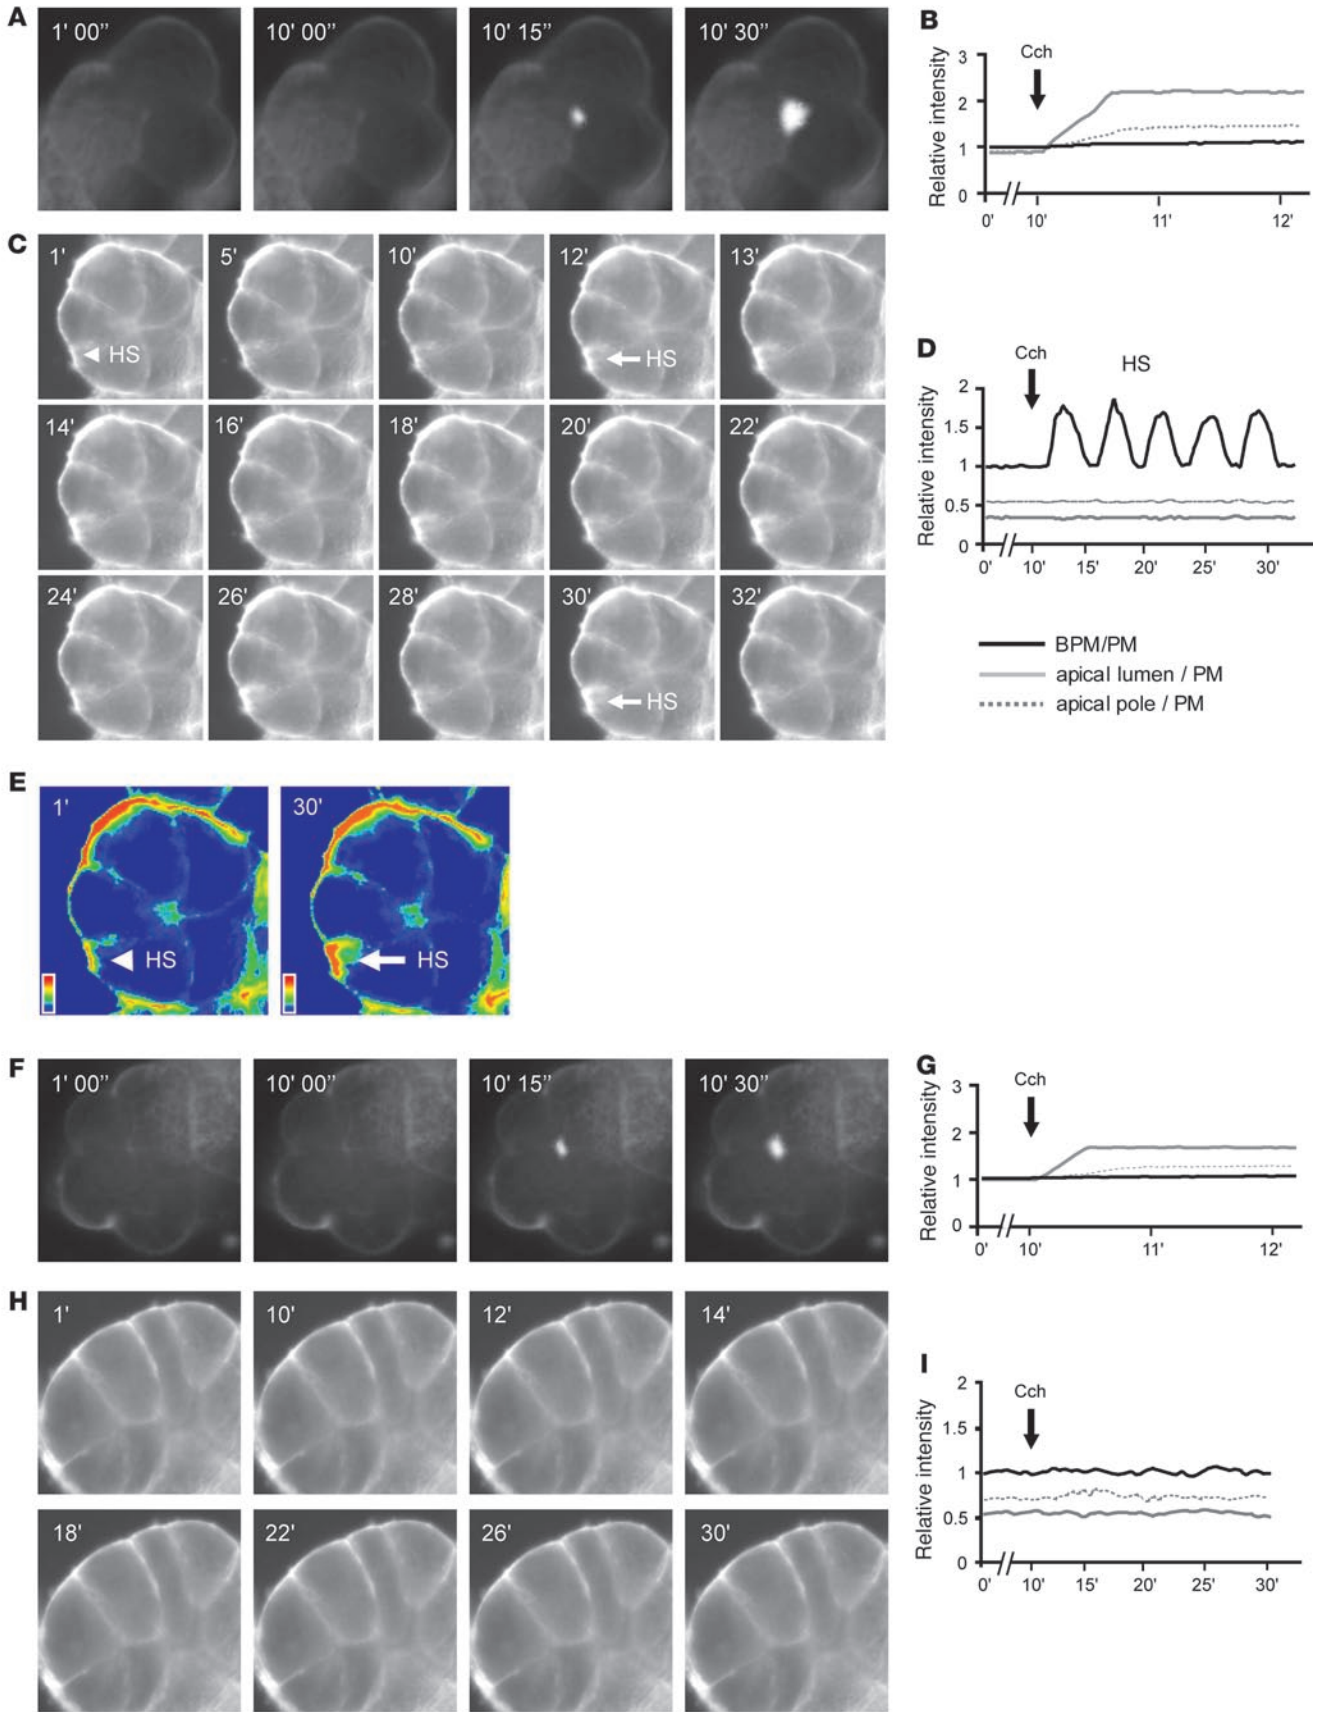 A
1' 00”
10' 00”
10' 15”
10' 30”
B
Cch
Relative intensity
3
2
1
0
0'
10'
11'
12'
C
1'
5'
10'
12'
13'
HS
HS
14'
16'
18'
20'
22'
24'
26'
28'
30'
32'
HS
D
Cch
HS
Relative intensity
2
1.5
1
0.5
0
0'
10'
15'
20'
25'
30'
BPM/PM
apical lumen / PM
apical pole / PM
E
1'
HS
30'
HS
F
1' 00”
10' 00”
10' 15”
10' 30”
G
Cch
Relative intensity
3
2
1
0
0'
10'
11'
12'
H
1'
10'
12'
14'
18'
22'
26'
30'
I
Cch
Relative intensity
2
1.5
1
0.5
0
0'
10'
15'
20'
25'
30'